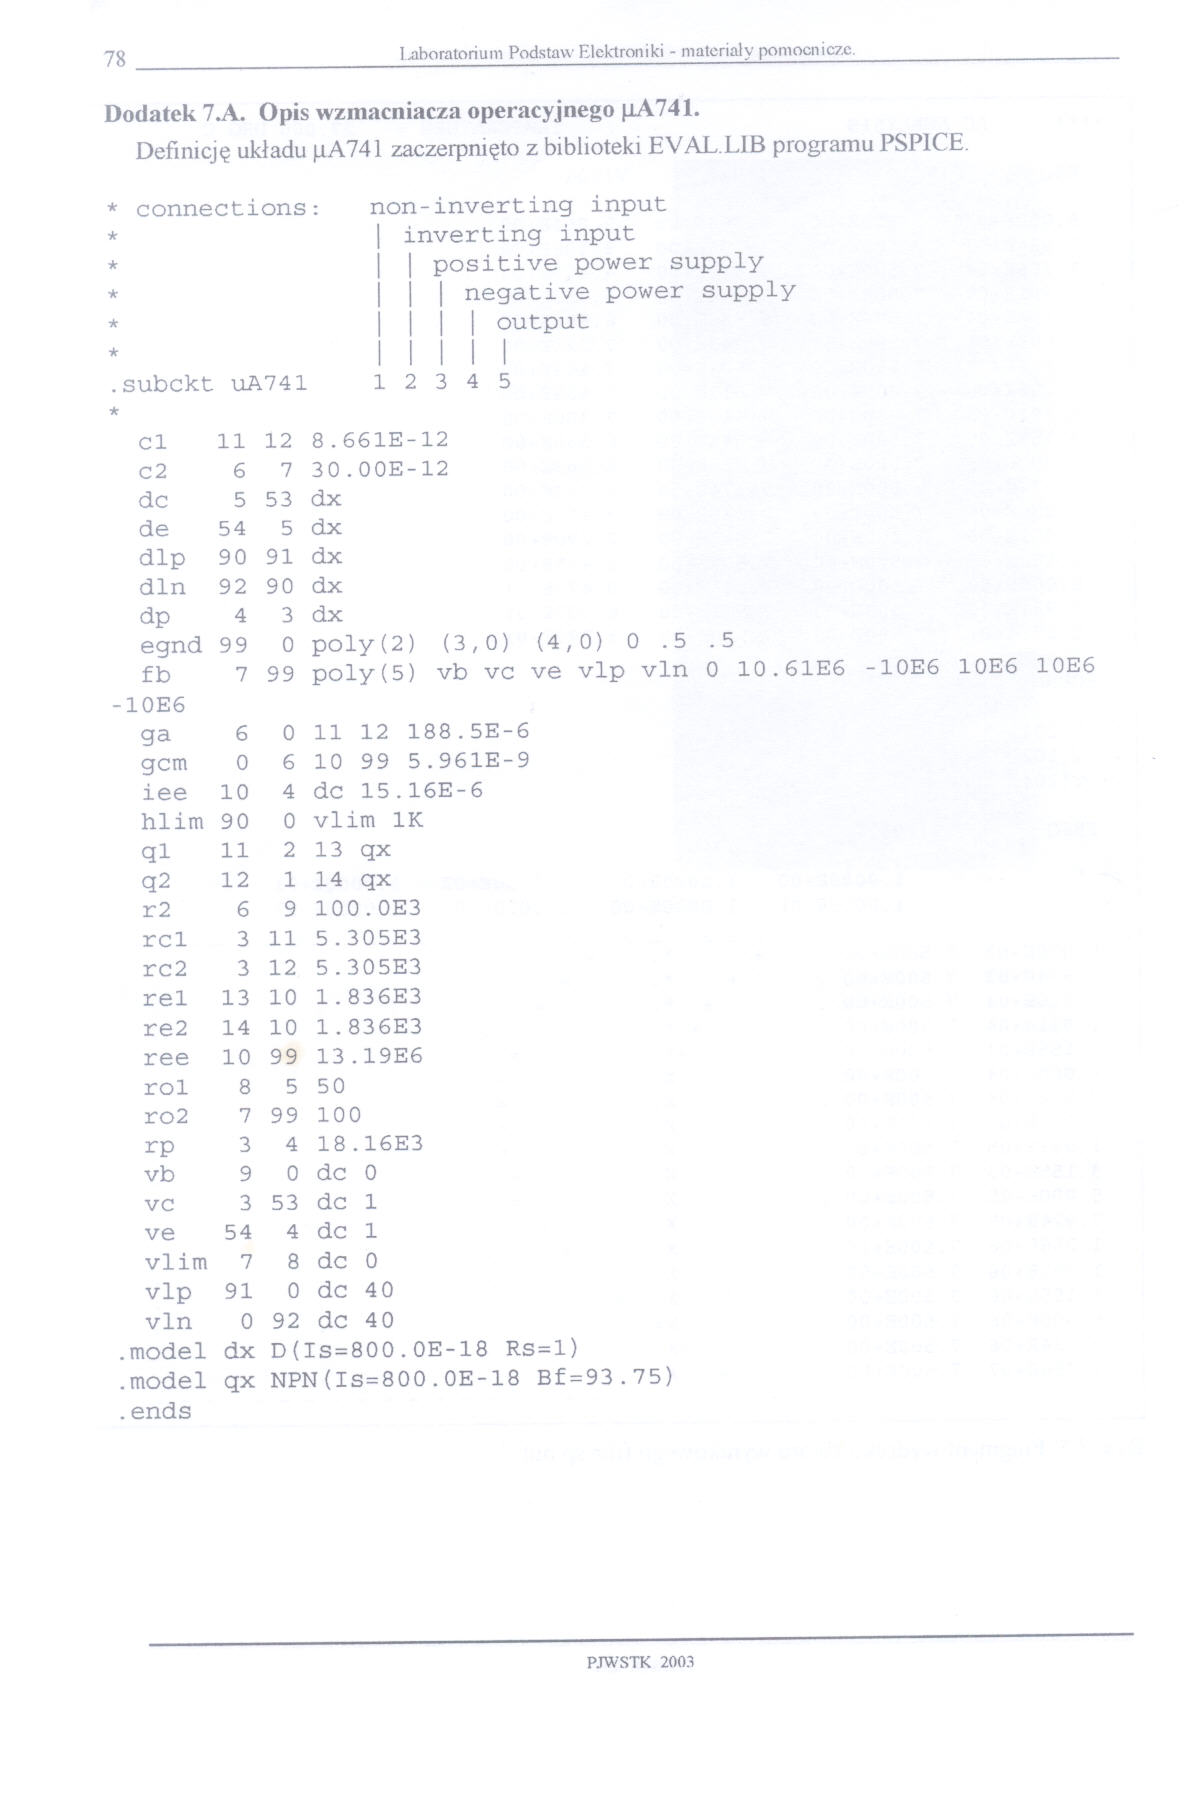 78 Laboratorium Podstaw Elektroniki - materiały pomocnicze.
Dodatek 7.A. Opis wzmacniacza operacyjnego µA741.
Definicję układu µA741 zaczerpnięto z biblioteki EVAL.LIB programu PSPICE.
* connections: non-inverting input
* | inverting input
* | | positive power supply
* | | | negative power supply
* | | | | output
* | | | | |
.subckt uA741 1 2 3 4 5
*
c1 11 12 8.661E-12
c2 6 7 30.00E-12
dc 5 53 dx
de 54 5 dx
dlp 90 91 dx
dln 92 90 dx
dp 4 3 dx
egnd 99 0 poly(2) (3,0) (4,0) 0 .5 .5
fb 7 99 poly(5) vb vc ve vlp vln 0 10.61E6 -10E6 10E6 10E6
-10E6
ga 6 0 11 12 188.5E-6
gcm 0 6 10 99 5.961E-9
iee 10 4 dc 15.16E-6
hlim 90 0 vlim 1K
q1 11 2 13 qx
q2 12 1 14 qx
r2 6 9 100.0E3
rc1 3 11 5.305E3
rc2 3 12 5.305E3
re1 13 10 1.836E3
re2 14 10 1.836E3
ree 10 99 13.19E6
ro1 8 5 50
ro2 7 99 100
rp 3 4 18.16E3
vb 9 0 dc 0
vc 3 53 dc 1
ve 54 4 dc 1
vlim 7 8 dc 0
vlp 91 0 dc 40
vln 0 92 dc 40
.model dx D(Is=800.0E-18 Rs=1)
.model qx NPN(Is=800.0E-18 Bf=93.75)
.ends
PJWSTK 2003